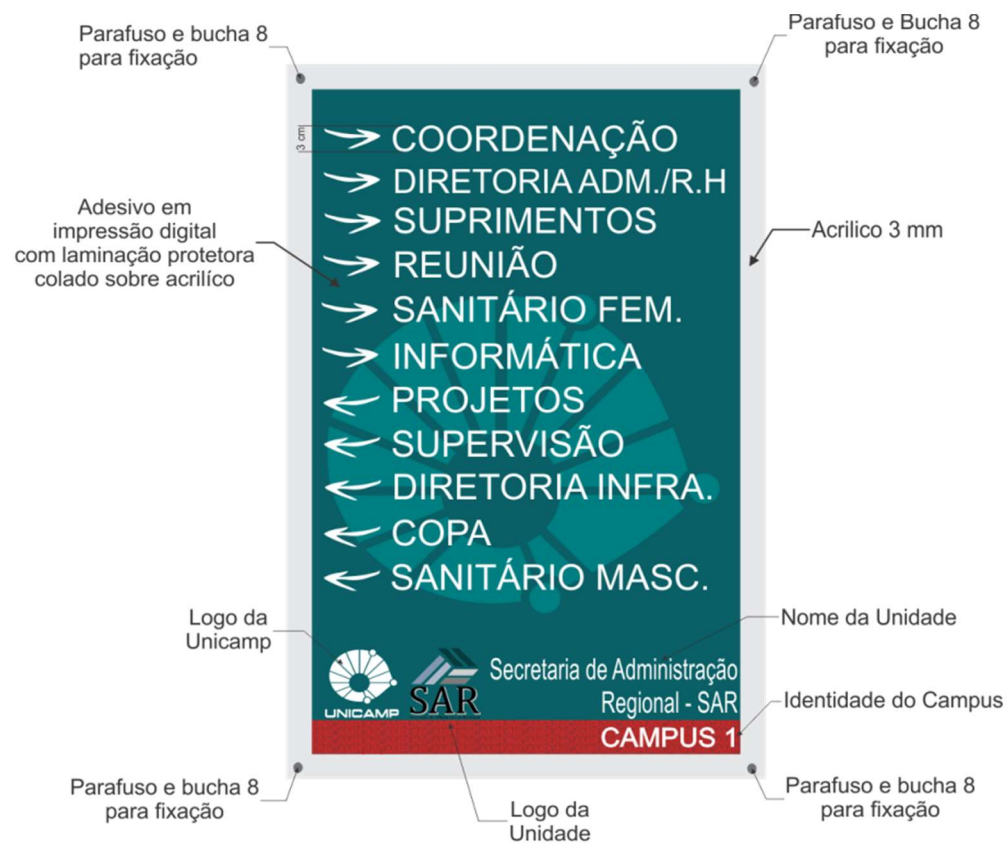 Parafuso e bucha 8
para fixação
Parafuso e Bucha 8
para fixação
3 cm
COORDENAÇÃO
DIRETORIA ADM./R.H
SUPRIMENTOS
REUNIÃO
SANITÁRIO FEM.
INFORMÁTICA
PROJETOS
SUPERVISÃO
DIRETORIA INFRA.
COPA
SANITÁRIO MASC.
Adesivo em
impressão digital
com laminação protetora
colado sobre acrilíco
Acrilico 3 mm
Logo da
Unicamp
Nome da Unidade
UNICAMP
SAR
Secretaria de Administração
Regional - SAR
Identidade do Campus
CAMPUS 1
Parafuso e bucha 8
para fixação
Logo da
Unidade
Parafuso e bucha 8
para fixação